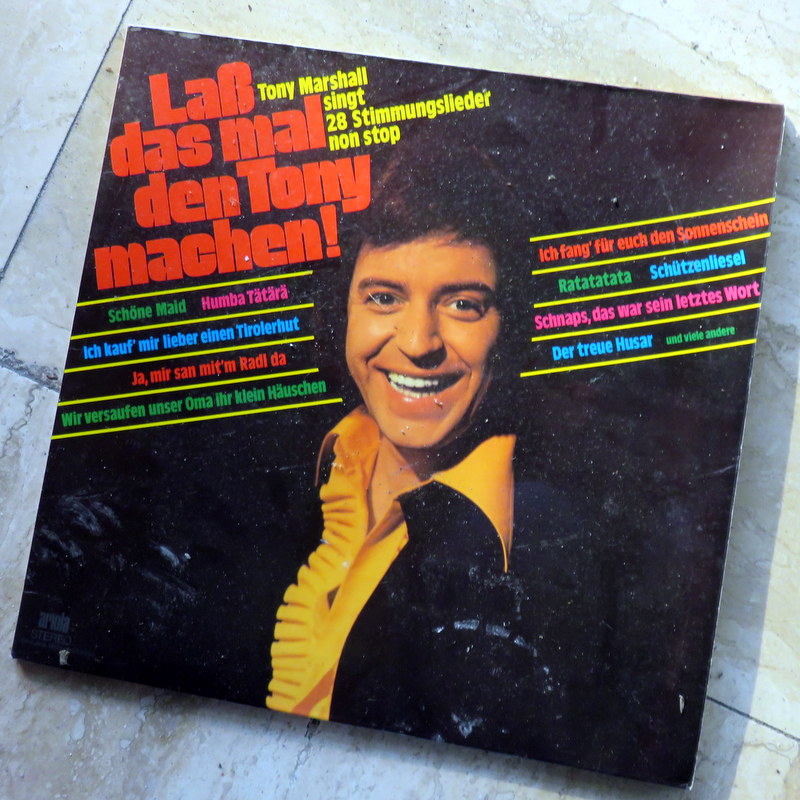 Laß
das mal
den Tony
machen!
Tony Marshall
singt
28 Stimmungslieder
non stop
Schöne Maid Humba Tätärä
Ich kauf' mir lieber einen Tirolerhut
Ja, mir san mit'm Radl da
Wir versaufen unser Oma ihr klein Häuschen
Ich fang' für euch den Sonnenschein
Ratatatata Schützenliesel
Schnaps, das war sein letztes Wort
Der treue Husar und viele andere
ariola
STEREO